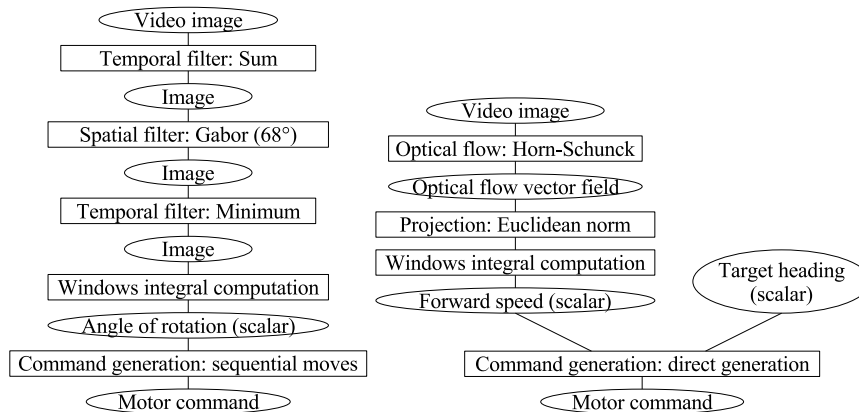 Video image
Temporal filter: Sum
Image
Spatial filter: Gabor (68°)
Image
Temporal filter: Minimum
Image
Windows integral computation
Angle of rotation (scalar)
Command generation: sequential moves
Motor command
Video image
Optical flow: Horn-Schunck
Optical flow vector field
Projection: Euclidean norm
Windows integral computation
Forward speed (scalar)
Target heading
(scalar)
Command generation: direct generation
Motor command